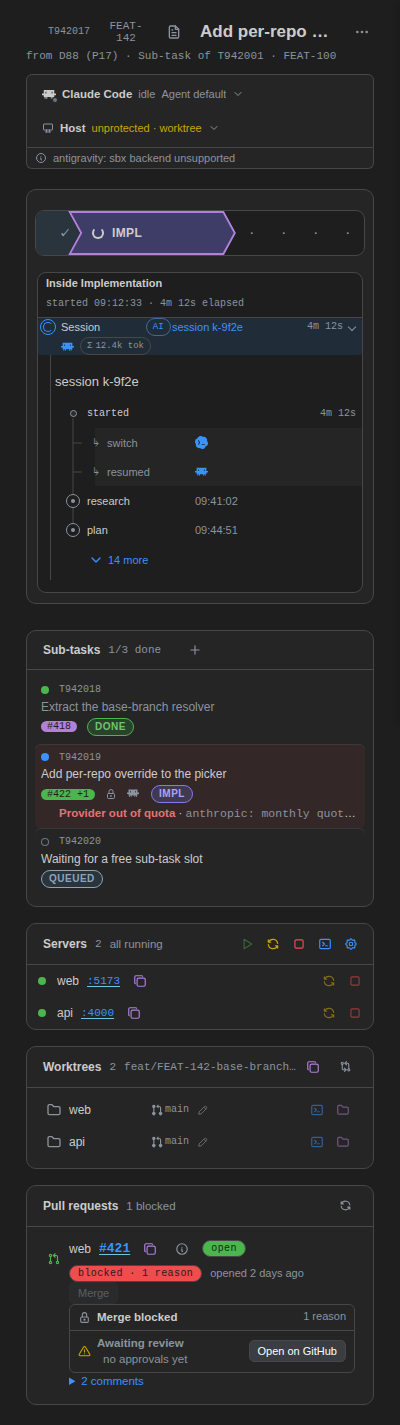 T942017 FEAT-142 Add per-repo …
from D88 (P17) · Sub-task of T942001 · FEAT-100
Claude Code idle Agent default
Host unprotected · worktree
antigravity: sbx backend unsupported
IMPL
Inside Implementation
started 09:12:33 · 4m 12s elapsed
Session AI session k-9f2e 4m 12s
Σ 12.4k tok
session k-9f2e
started 4m 12s
↳ switch
↳ resumed
research 09:41:02
plan 09:44:51
14 more
Sub-tasks 1/3 done
T942018
Extract the base-branch resolver
#418 DONE
T942019
Add per-repo override to the picker
#422 +1 IMPL
Provider out of quota · anthropic: monthly quot…
T942020
Waiting for a free sub-task slot
QUEUED
Servers 2 all running
web :5173
api :4000
Worktrees 2 feat/FEAT-142-base-branch…
web main
api main
Pull requests 1 blocked
web #421 open
blocked · 1 reason opened 2 days ago
Merge
Merge blocked 1 reason
Awaiting review
no approvals yet
Open on GitHub
2 comments